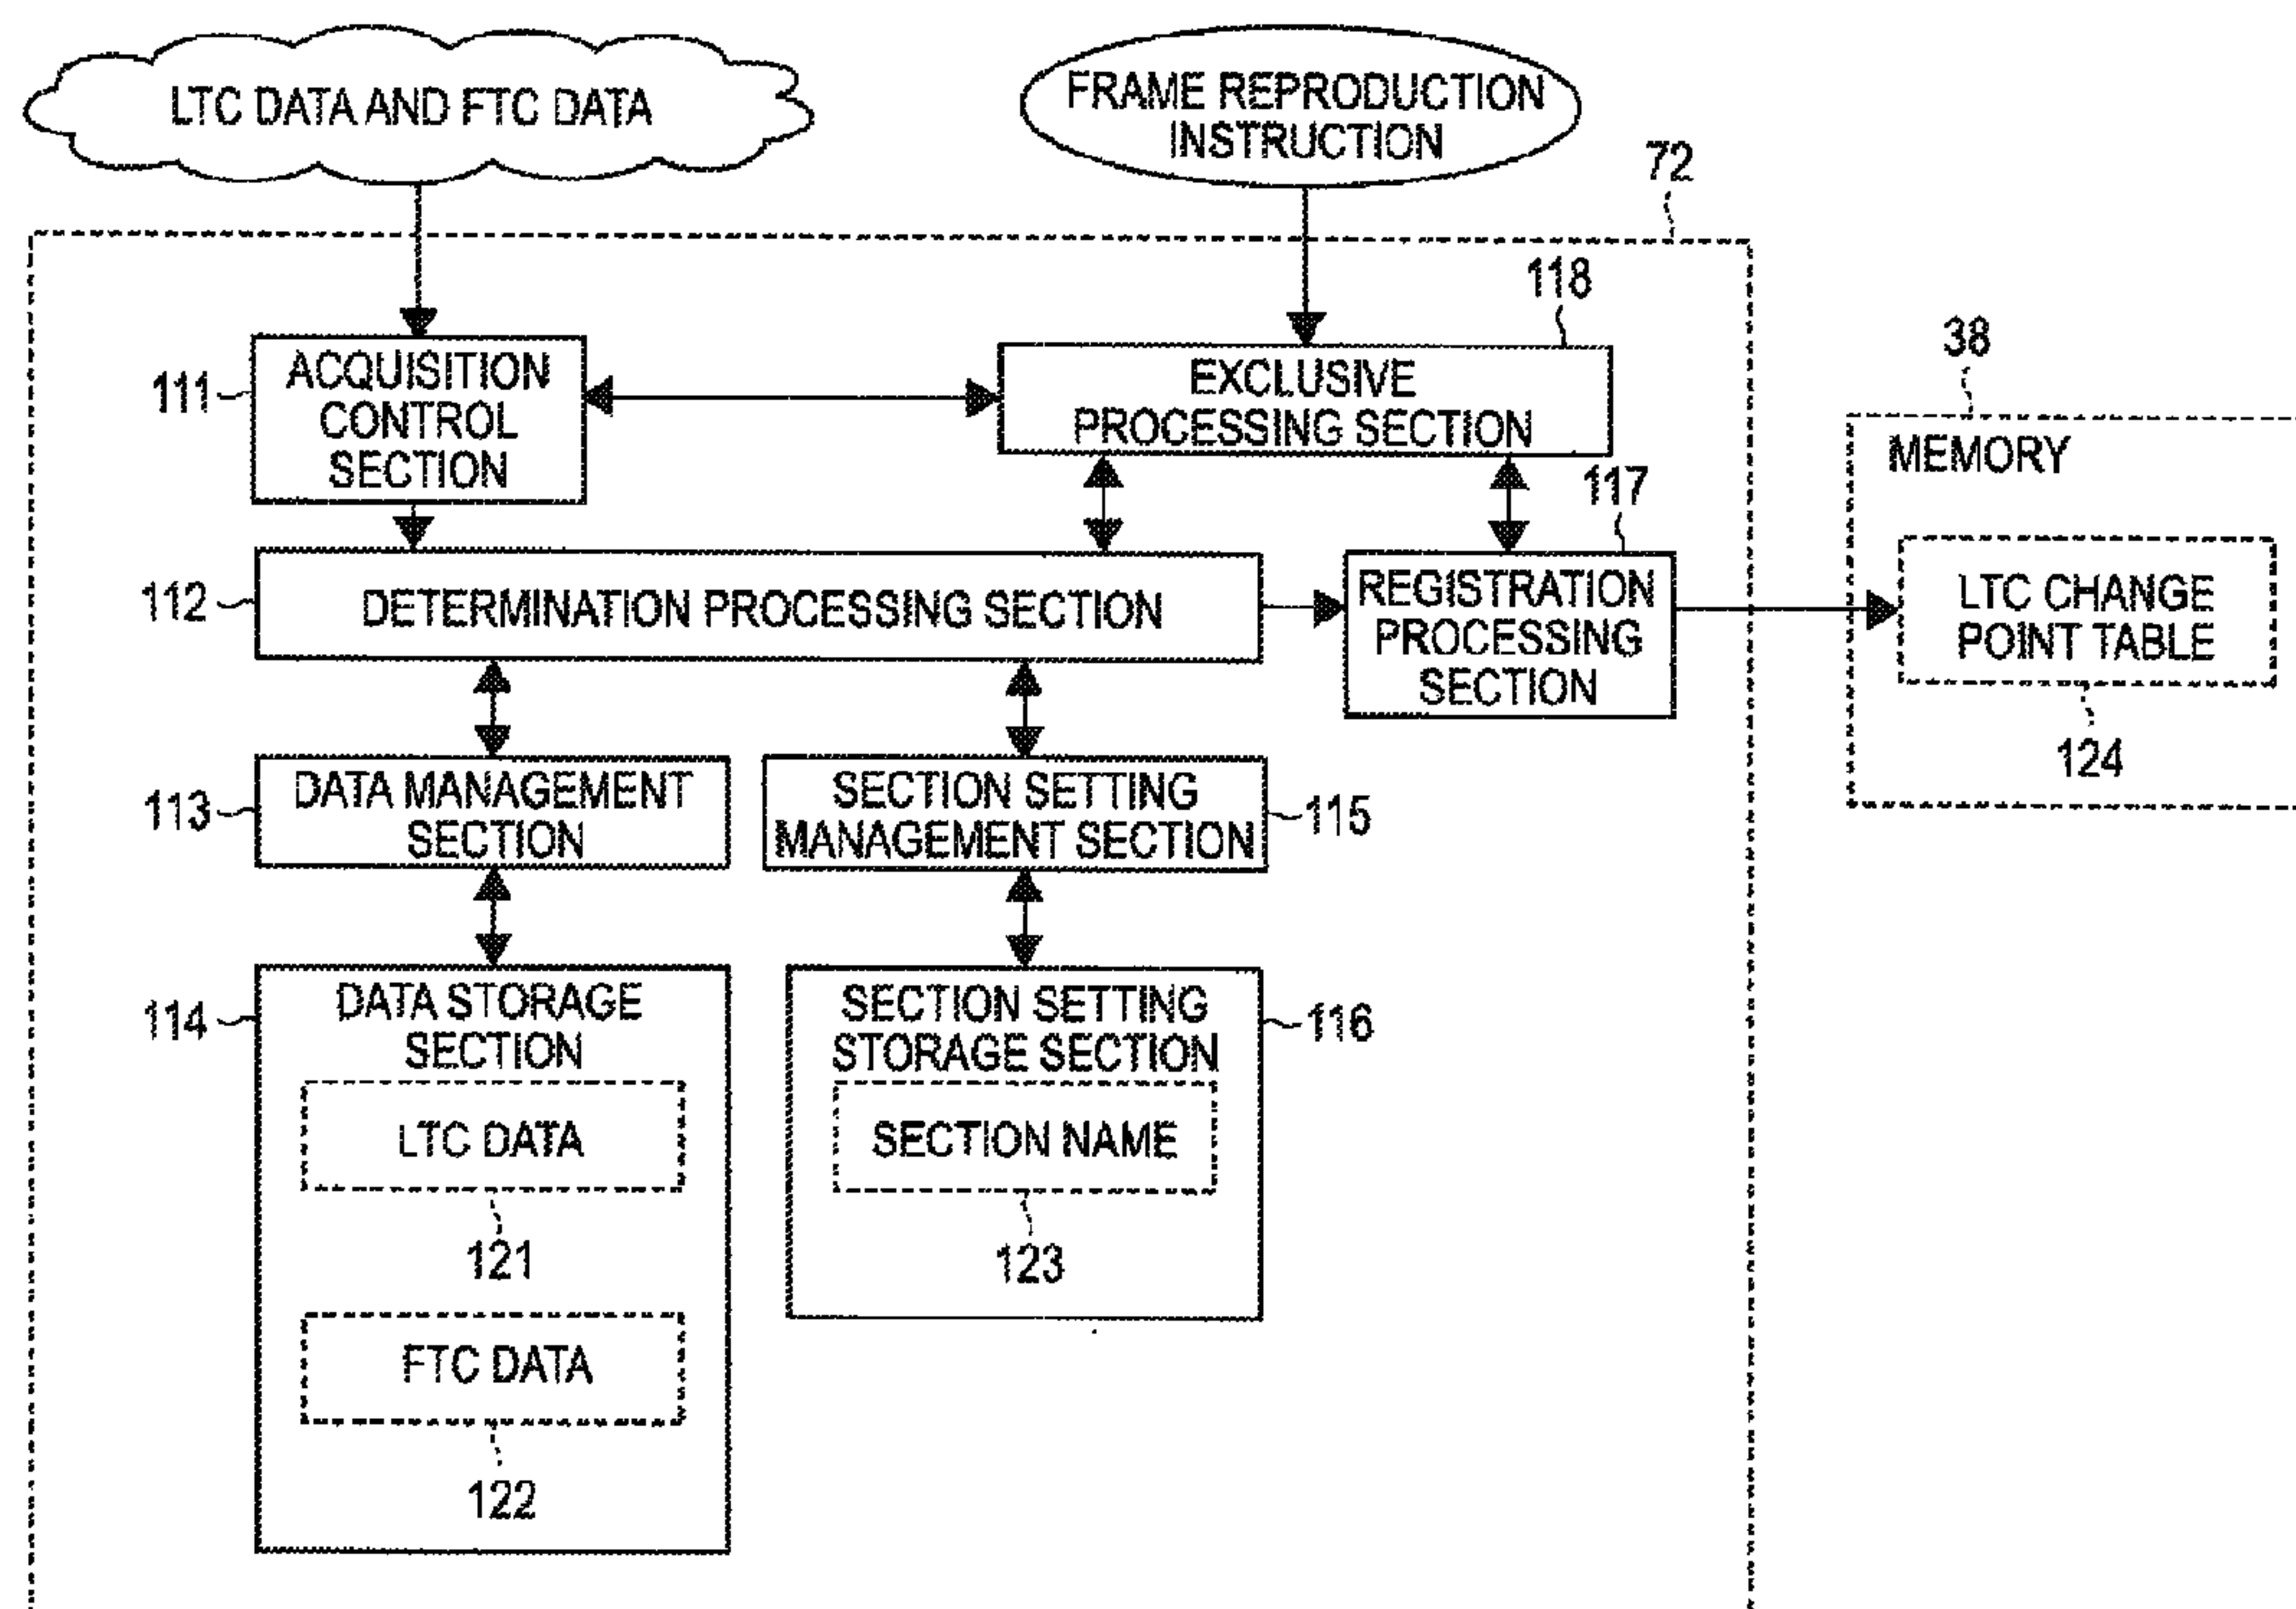 LTC DATA AND FTC DATA
FRAME REPRODUCTION
INSTRUCTION
72
118
111
ACQUISITION
CONTROL
SECTION
EXCLUSIVE
PROCESSING SECTION
38
MEMORY
117
112
DETERMINATION PROCESSING SECTION
REGISTRATION
PROCESSING
SECTION
LTC CHANGE
POINT TABLE
124
113
DATA MANAGEMENT
SECTION
SECTION SETTING
MANAGEMENT SECTION
115
114
DATA STORAGE
SECTION
SECTION SETTING
STORAGE SECTION
116
LTC DATA
SECTION NAME
121
123
FTC DATA
122